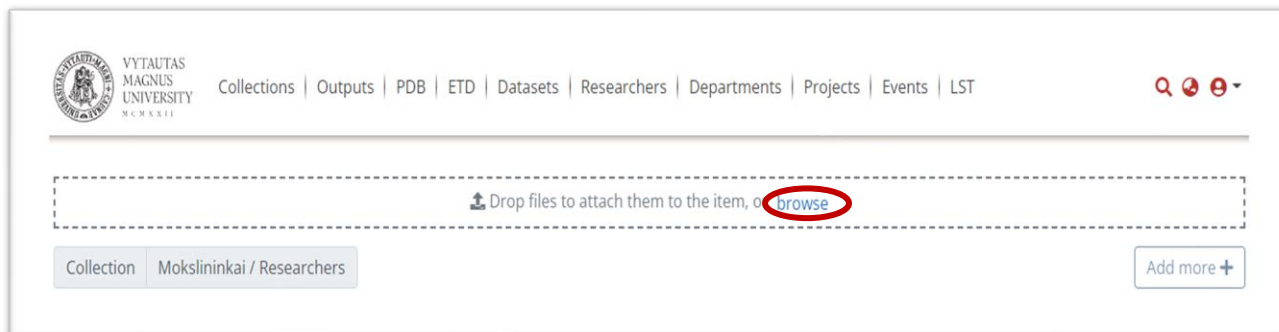 VYTAUTAS
MAGNUS
UNIVERSITY
MCMXXII
Collections | Outputs | PDB | ETD | Datasets | Researchers | Departments | Projects | Events | LST
Drop files to attach them to the item, o browse
Collection Mokslininkai / Researchers
Add more +